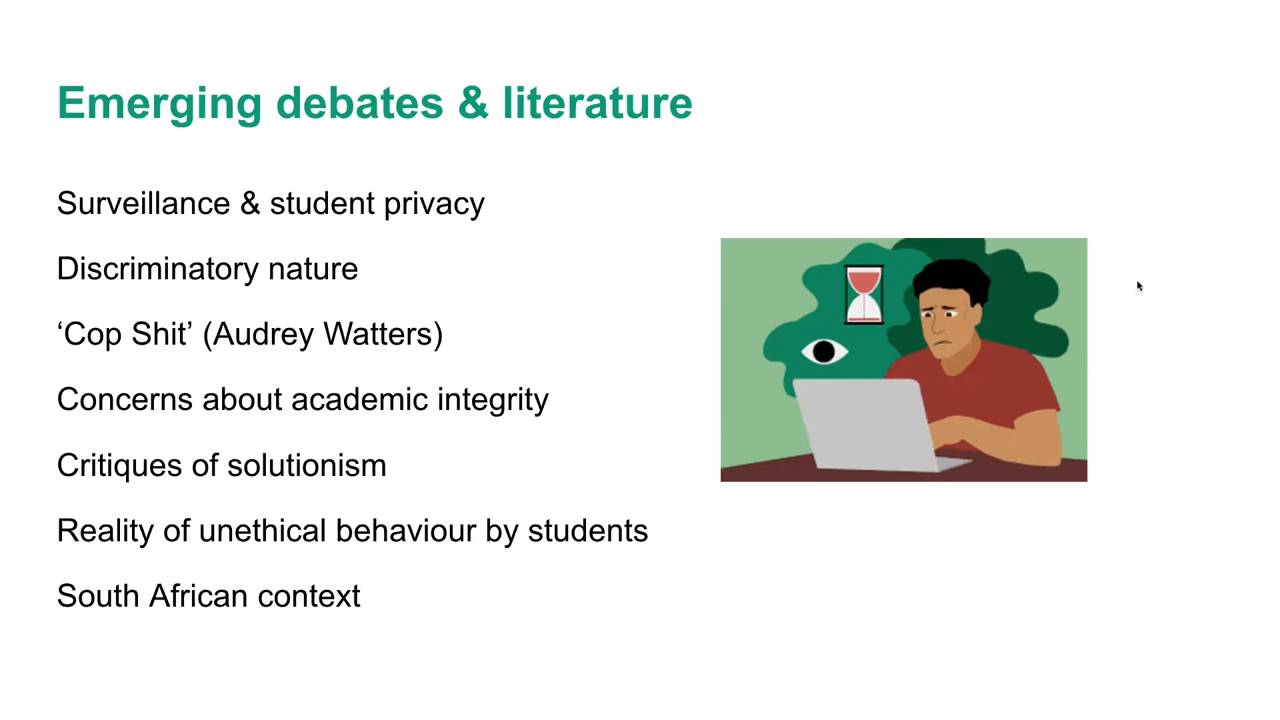 Emerging debates & literature
Surveillance & student privacy
Discriminatory nature
‘Cop Shit’ (Audrey Watters)
Concerns about academic integrity
Critiques of solutionism
Reality of unethical behaviour by students
South African context